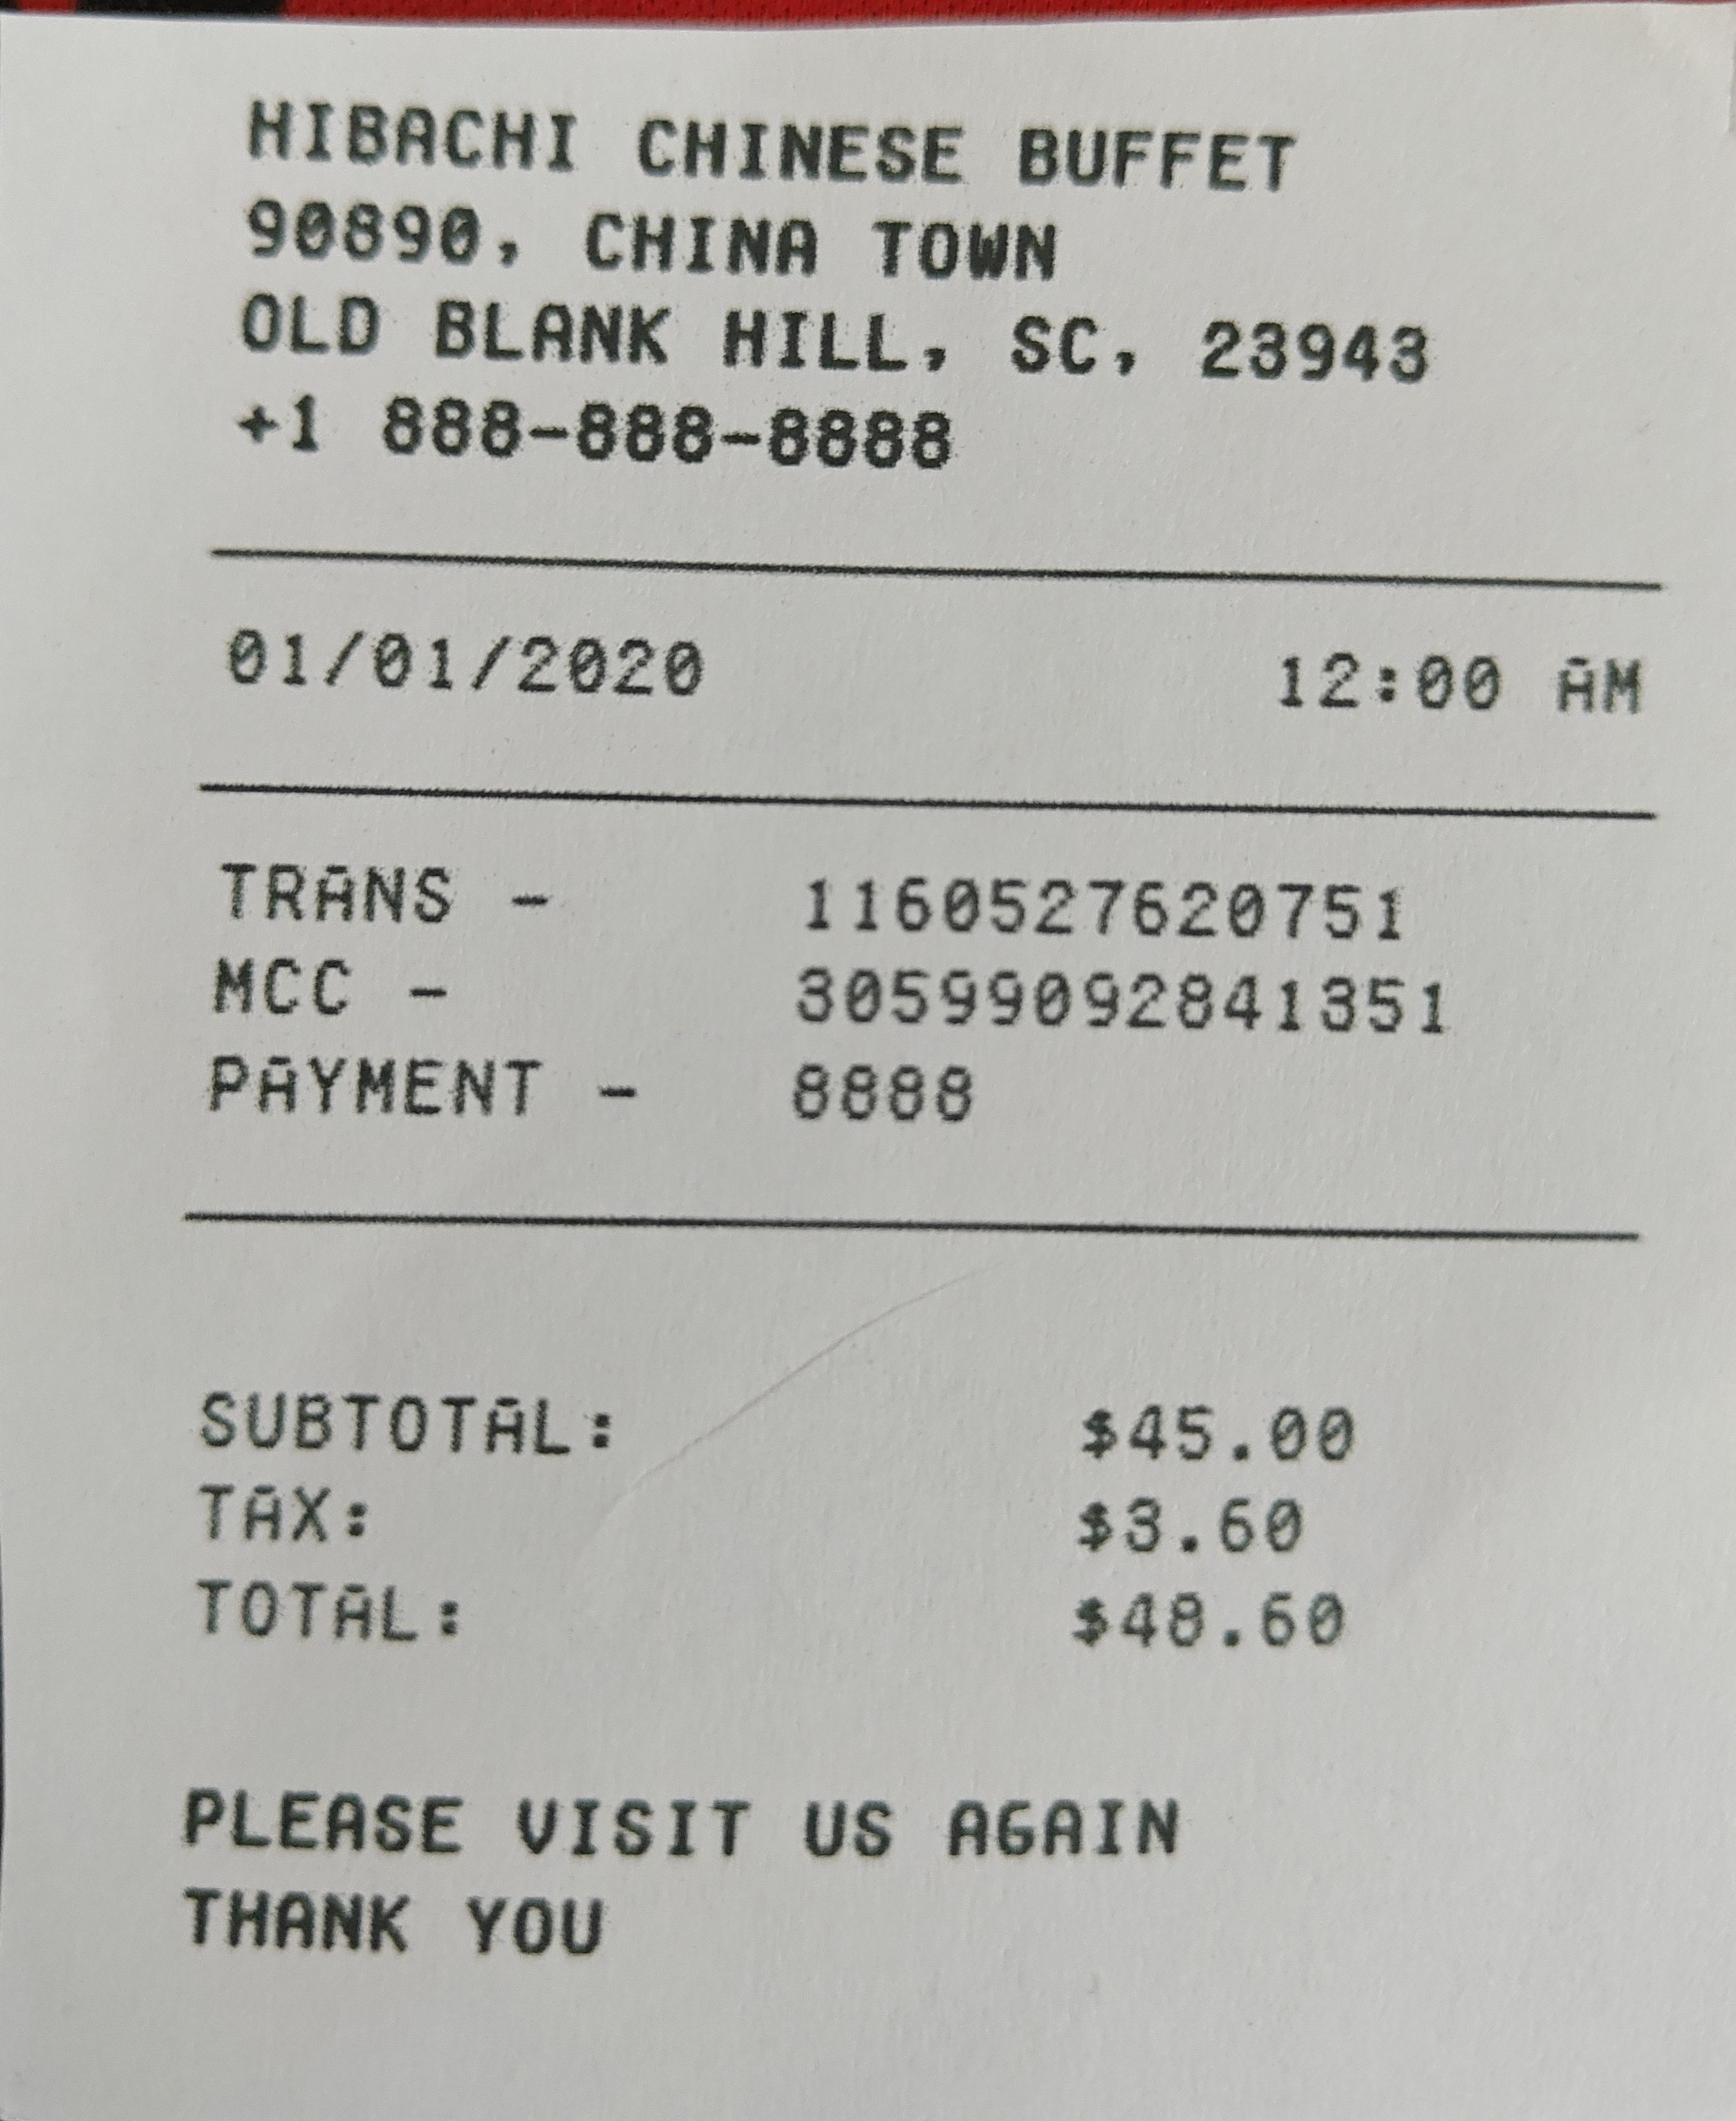 HIBACHI CHINESE BUFFET
90890, CHINA TOWN
OLD BLANK HILL, SC, 23943
+1 888-888-8888
01/01/2020 12:00 AM
TRANS - 1160527620751
MCC - 30599092841351
PAYMENT - 8888
SUBTOTAL: $45.00
TAX: $3.60
TOTAL: $48.60
PLEASE VISIT US AGAIN
THANK YOU